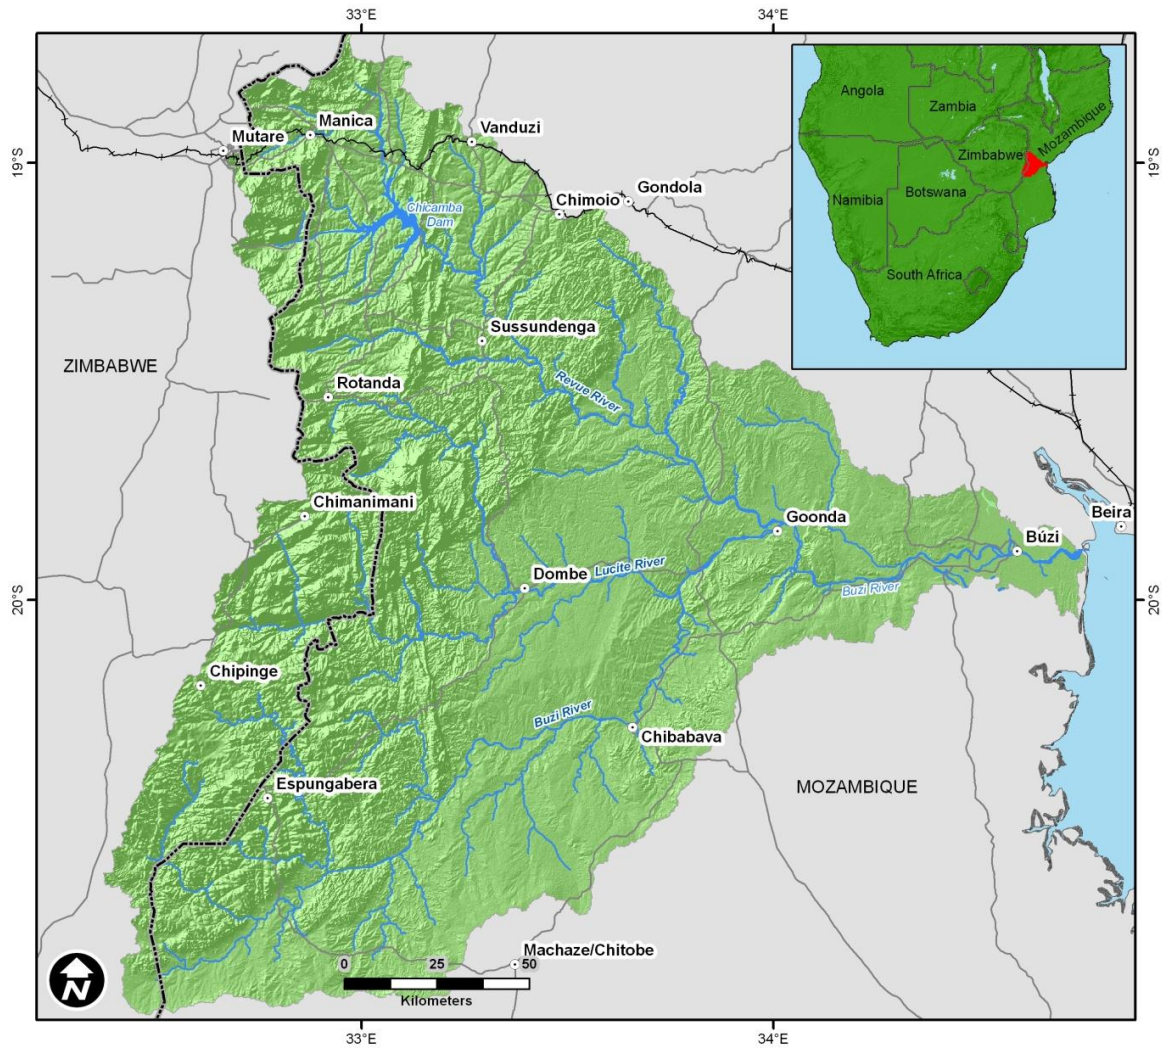 33°E
34°E
19°S
19°S
20°S
20°S
33°E
34°E
Angola
Zambia
Zimbabwe
Mozambique
Namibia
Botswana
South Africa
Mutare
Manica
Vanduzi
Chimoio
Gondola
Chicamba
Dam
Sussundenga
ZIMBABWE
Rotanda
Revue River
Chimanimani
Goonda
Beira
Búzi
Dombe
Lucite River
Buzi River
Chipinge
Buzi River
Chibabava
Espungabera
MOZAMBIQUE
Machaze/Chitobe
0
25
50
Kilometers
N